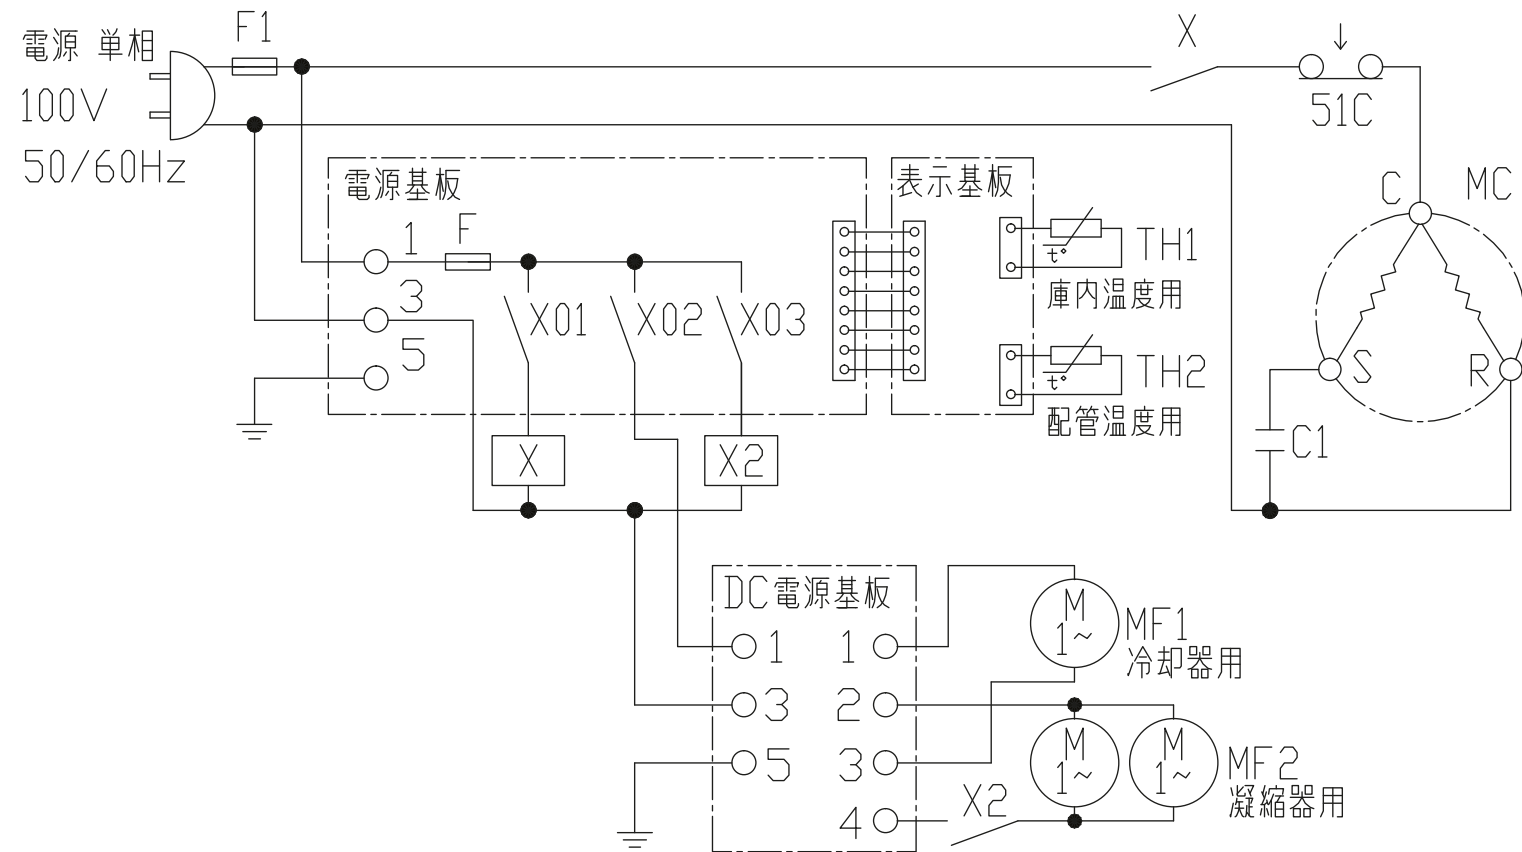 F1
X
電源 単相
100V
50/60Hz
51C
電源基板
表示基板
C
MC
1
F
TH1
t°
3
X01
X02
X03
庫内温度用
5
TH2
t°
S
R
配管温度用
X
X2
C1
DC電源基板
M
1~
MF1
冷却器用
1
1
3
2
M
1~
M
1~
MF2
凝縮器用
5
3
X2
4